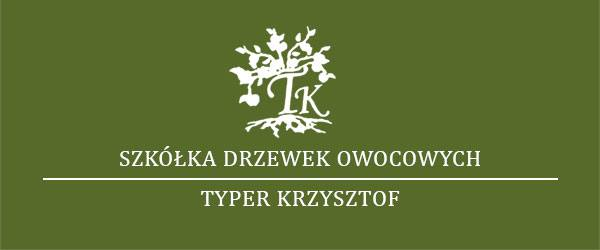 TK
SZKÓŁKA DRZEWEK OWOCOWYCH
TYPER KRZYSZTOF